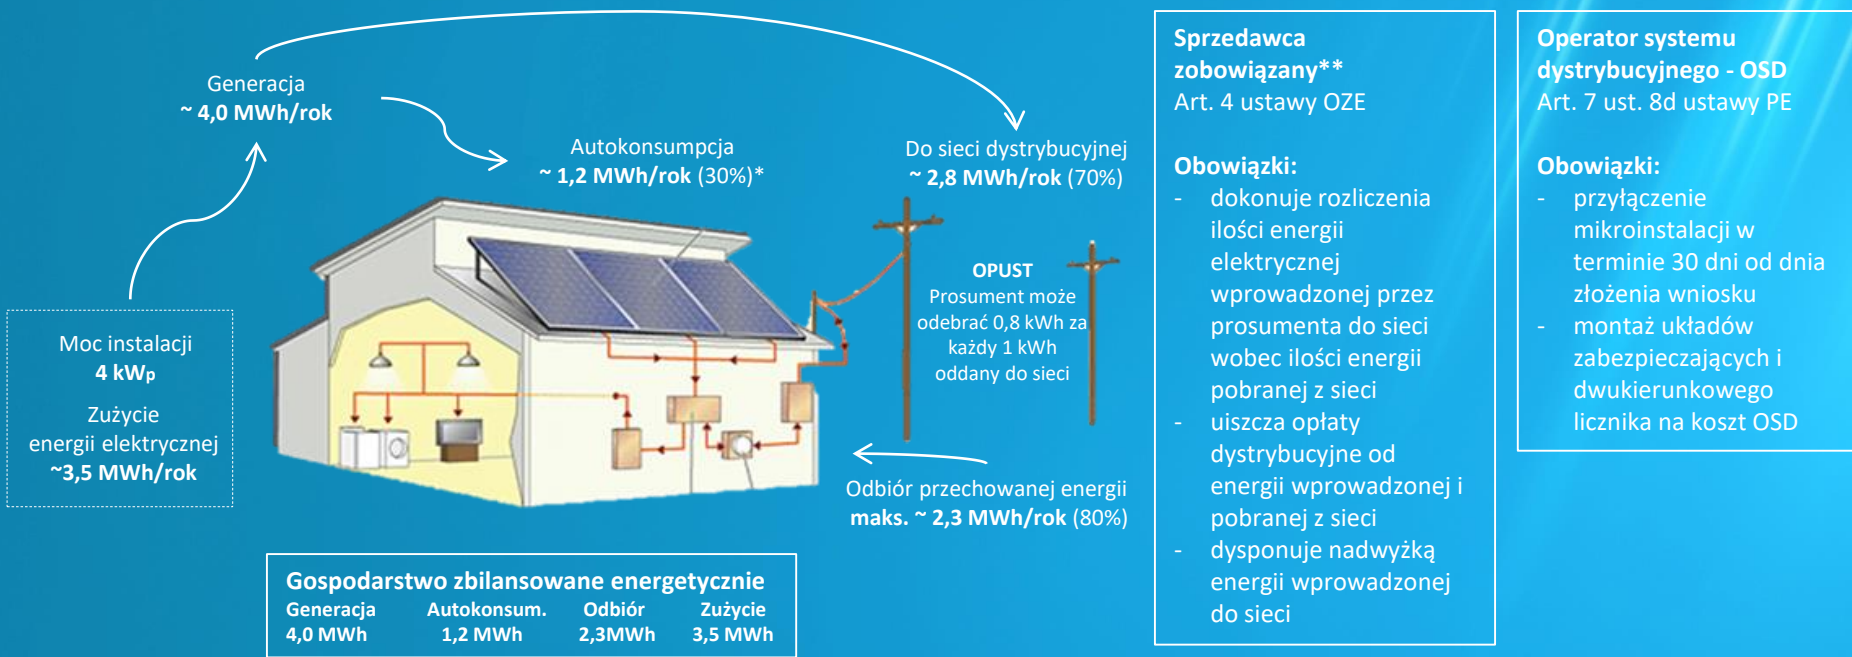 Generacja
~ 4,0 MWh/rok
Autokonsumpcja
~ 1,2 MWh/rok (30%)*
Do sieci dystrybucyjnej
~ 2,8 MWh/rok (70%)
Moc instalacji
4 kWp
Zużycie
energii elektrycznej
~3,5 MWh/rok
OPUST
Prosument może
odebrać 0,8 kWh za
każdy 1 kWh
oddany do sieci
Odbiór przechowanej energii
maks. ~ 2,3 MWh/rok (80%)
Gospodarstwo zbilansowane energetycznie
Generacja Autokonsum. Odbiór Zużycie
4,0 MWh 1,2 MWh 2,3MWh 3,5 MWh
Sprzedawca
zobowiązany**
Art. 4 ustawy OZE
Obowiązki:
- dokonuje rozliczenia
ilości energii
elektrycznej
wprowadzonej przez
prosumenta do sieci
wobec ilości energii
pobranej z sieci
- uiszcza opłaty
dystrybucyjne od
energii wprowadzonej i
pobranej z sieci
- dysponuje nadwyżką
energii wprowadzonej
do sieci
Operator systemu
dystrybucyjnego - OSD
Art. 7 ust. 8d ustawy PE
Obowiązki:
- przyłączenie
mikroinstalacji w
terminie 30 dni od dnia
złożenia wniosku
- montaż układów
zabezpieczających i
dwukierunkowego
licznika na koszt OSD